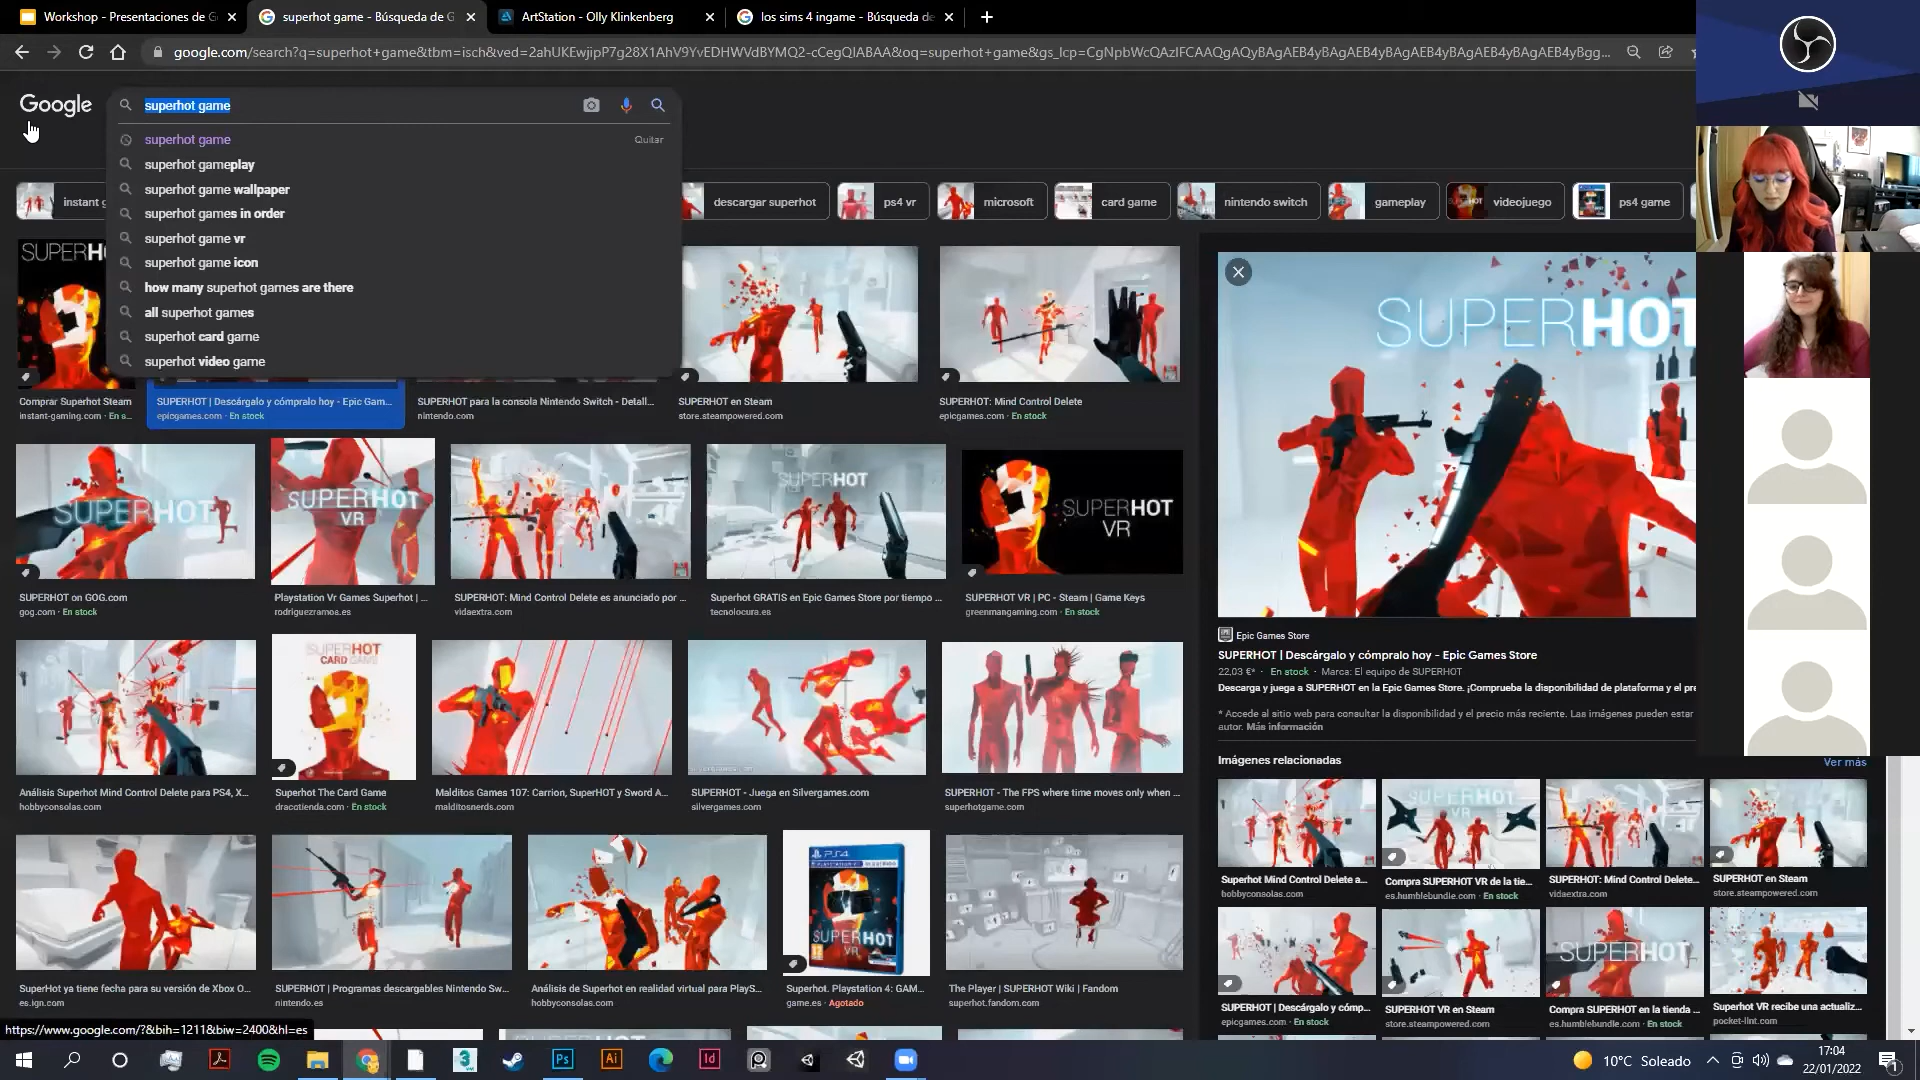 Workshop - Presentaciones de G
superhot game - Búsqueda de G
ArtStation - Olly Klinkenberg
los sims 4 ingame - Búsqueda de
google.com/search?q=superhot+game&tbm=isch&ved=2ahUKEwjipP7g28X1AhV9YvEDHWVdBYMQ2-cCegQIABAA&oq=superhot+game&gs_lcp=CgNpbWcQAzIFCAAQgAQyBAgAEB4yBAgAEB4yBAgAEB4yBAgAEB4yBAgAEB4yBggg...
Google
superhot game
superhot game
Quitar
superhot gameplay
superhot game wallpaper
superhot games in order
superhot game vr
superhot game icon
how many superhot games are there
all superhot games
superhot card game
superhot video game
instant g
descargar superhot
ps4 vr
microsoft
card game
nintendo switch
gameplay
videojuego
ps4 game
SUPERH
SUPERHOT
Comprar Superhot Steam
instant-gaming.com · En s...
SUPERHOT | Descárgalo y cómpralo hoy - Epic Gam...
epicgames.com · En stock
SUPERHOT para la consola Nintendo Switch - Detall...
nintendo.com
SUPERHOT en Steam
store.steampowered.com
SUPERHOT: Mind Control Delete
epicgames.com · En stock
SUPERHOT
SUPERHOT
VR
SUPERHOT
SUPERHOT
VR
SUPERHOT on GOG.com
gog.com · En stock
Playstation Vr Games Superhot | ...
rodriguezramos.es
SUPERHOT: Mind Control Delete es anunciado por ...
vidaextra.com
Superhot GRATIS en Epic Games Store por tiempo ...
tecnolocura.es
SUPERHOT VR | PC - Steam | Game Keys
greenmangaming.com · En stock
Epic Games Store
SUPERHOT | Descárgalo y cómpralo hoy - Epic Games Store
22,03 €* · En stock · Marca: El equipo de SUPERHOT
Descarga y juega a SUPERHOT en la Epic Games Store. ¡Comprueba la disponibilidad de plataforma y el pre
* Accede al sitio web para consultar la disponibilidad y el precio más reciente. Las imágenes pueden estar
autor. Más información
Imágenes relacionadas
Ver más
SUPERHOT
CARD GAME
Análisis Superhot Mind Control Delete para PS4, X...
hobbyconsolas.com
Superhot The Card Game
dracotienda.com · En stock
Malditos Games 107: Carrion, SuperHOT y Sword A...
malditosnerds.com
SUPERHOT - Juega en Silvergames.com
silvergames.com
SUPERHOT - The FPS where time moves only when ...
superhotgame.com
SUPERHOT
Superhot Mind Control Delete a...
hobbyconsolas.com
Compra SUPERHOT VR de la tie...
es.humblebundle.com · En stock
SUPERHOT: Mind Control Delete...
vidaextra.com
SUPERHOT en Steam
store.steampowered.com
PS4
SUPERHOT
VR
SuperHot ya tiene fecha para su versión de Xbox O...
es.ign.com
SUPERHOT | Programas descargables Nintendo Sw...
nintendo.es
Análisis de Superhot en realidad virtual para PlayS...
hobbyconsolas.com
Superhot. Playstation 4: GAM...
game.es · Agotado
The Player | SUPERHOT Wiki | Fandom
superhot.fandom.com
SUPERHOT
SUPERHOT | Descárgalo y cómp...
epicgames.com · En stock
SUPERHOT VR en Steam
store.steampowered.com
Compra SUPERHOT en la tienda ...
es.humblebundle.com · En stock
Superhot VR recibe una actualiz...
pocket-lint.com
https://www.google.com/?&bih=1211&biw=2400&hl=es
Ps
Ai
Id
10°C Soleado
17:04
22/01/2022